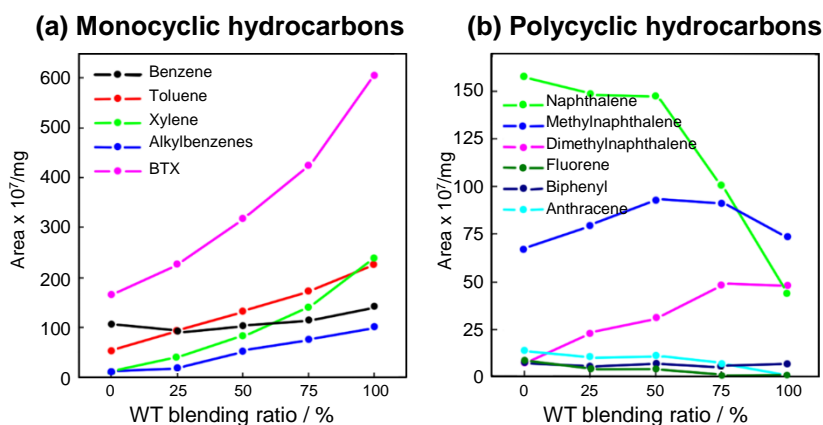 (a) Monocyclic hydrocarbons
Area x 10⁷/mg
600
500
400
300
200
100
0
Benzene
Toluene
Xylene
Alkylbenzenes
BTX
0 25 50 75 100
WT blending ratio / %
(b) Polycyclic hydrocarbons
Area x 10⁷/mg
150
125
100
75
50
25
0
Naphthalene
Methylnaphthalene
Dimethylnaphthalene
Fluorene
Biphenyl
Anthracene
0 25 50 75 100
WT blending ratio / %